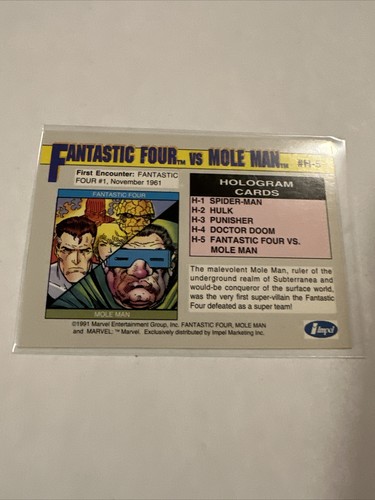 FANTASTIC FOUR™ VS MOLE MAN™ #H-5
First Encounter: FANTASTIC
FOUR #1, November 1961
FANTASTIC FOUR
MOLE MAN
HOLOGRAM
CARDS
H-1 SPIDER-MAN
H-2 HULK
H-3 PUNISHER
H-4 DOCTOR DOOM
H-5 FANTASTIC FOUR VS.
MOLE MAN
The malevolent Mole Man, ruler of the
underground realm of Subterranea and
would-be conqueror of the surface world,
was the very first super-villain the Fantastic
Four defeated as a super team!
©1991 Marvel Entertainment Group, Inc. FANTASTIC FOUR, MOLE MAN
and MARVEL: ™ Marvel. Exclusively distributed by Impel Marketing Inc.
Impel